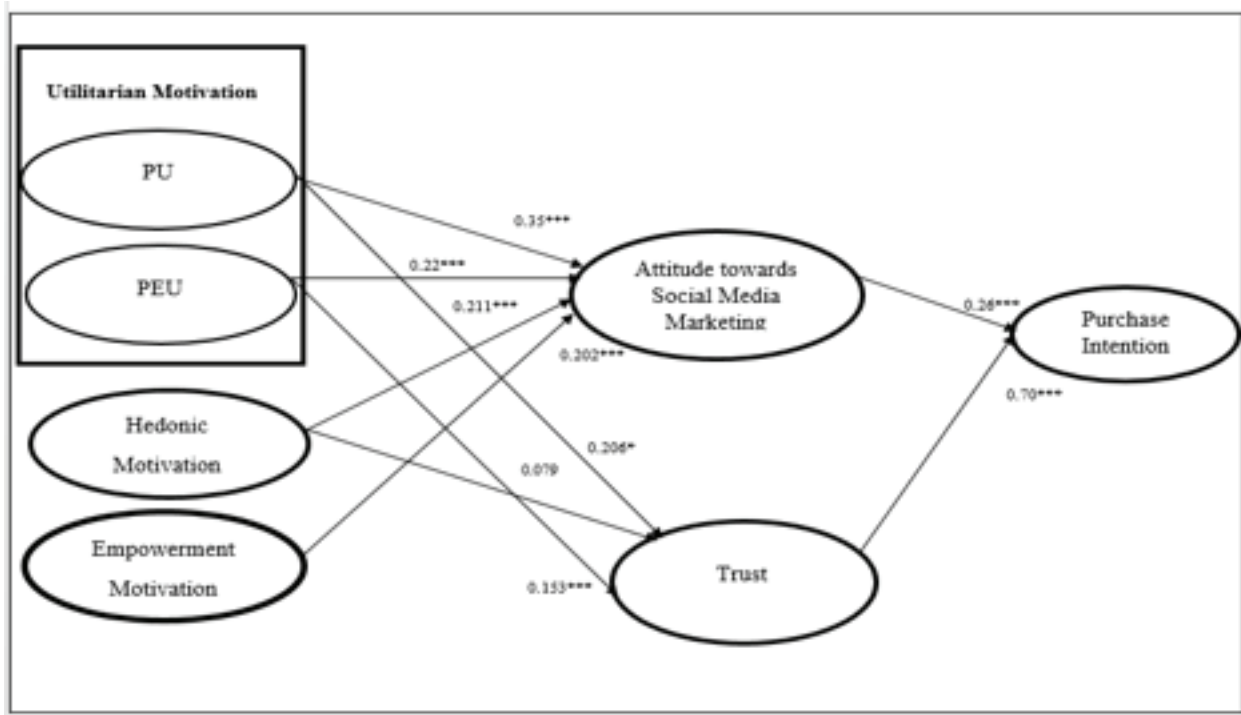 Utilitarian Motivation
PU
PEU
Hedonic
Motivation
Empowerment
Motivation
0.35***
0.22***
0.211***
0.202***
0.206*
0.079
0.153***
Attitude towards
Social Media
Marketing
Trust
0.26***
0.70***
Purchase
Intention